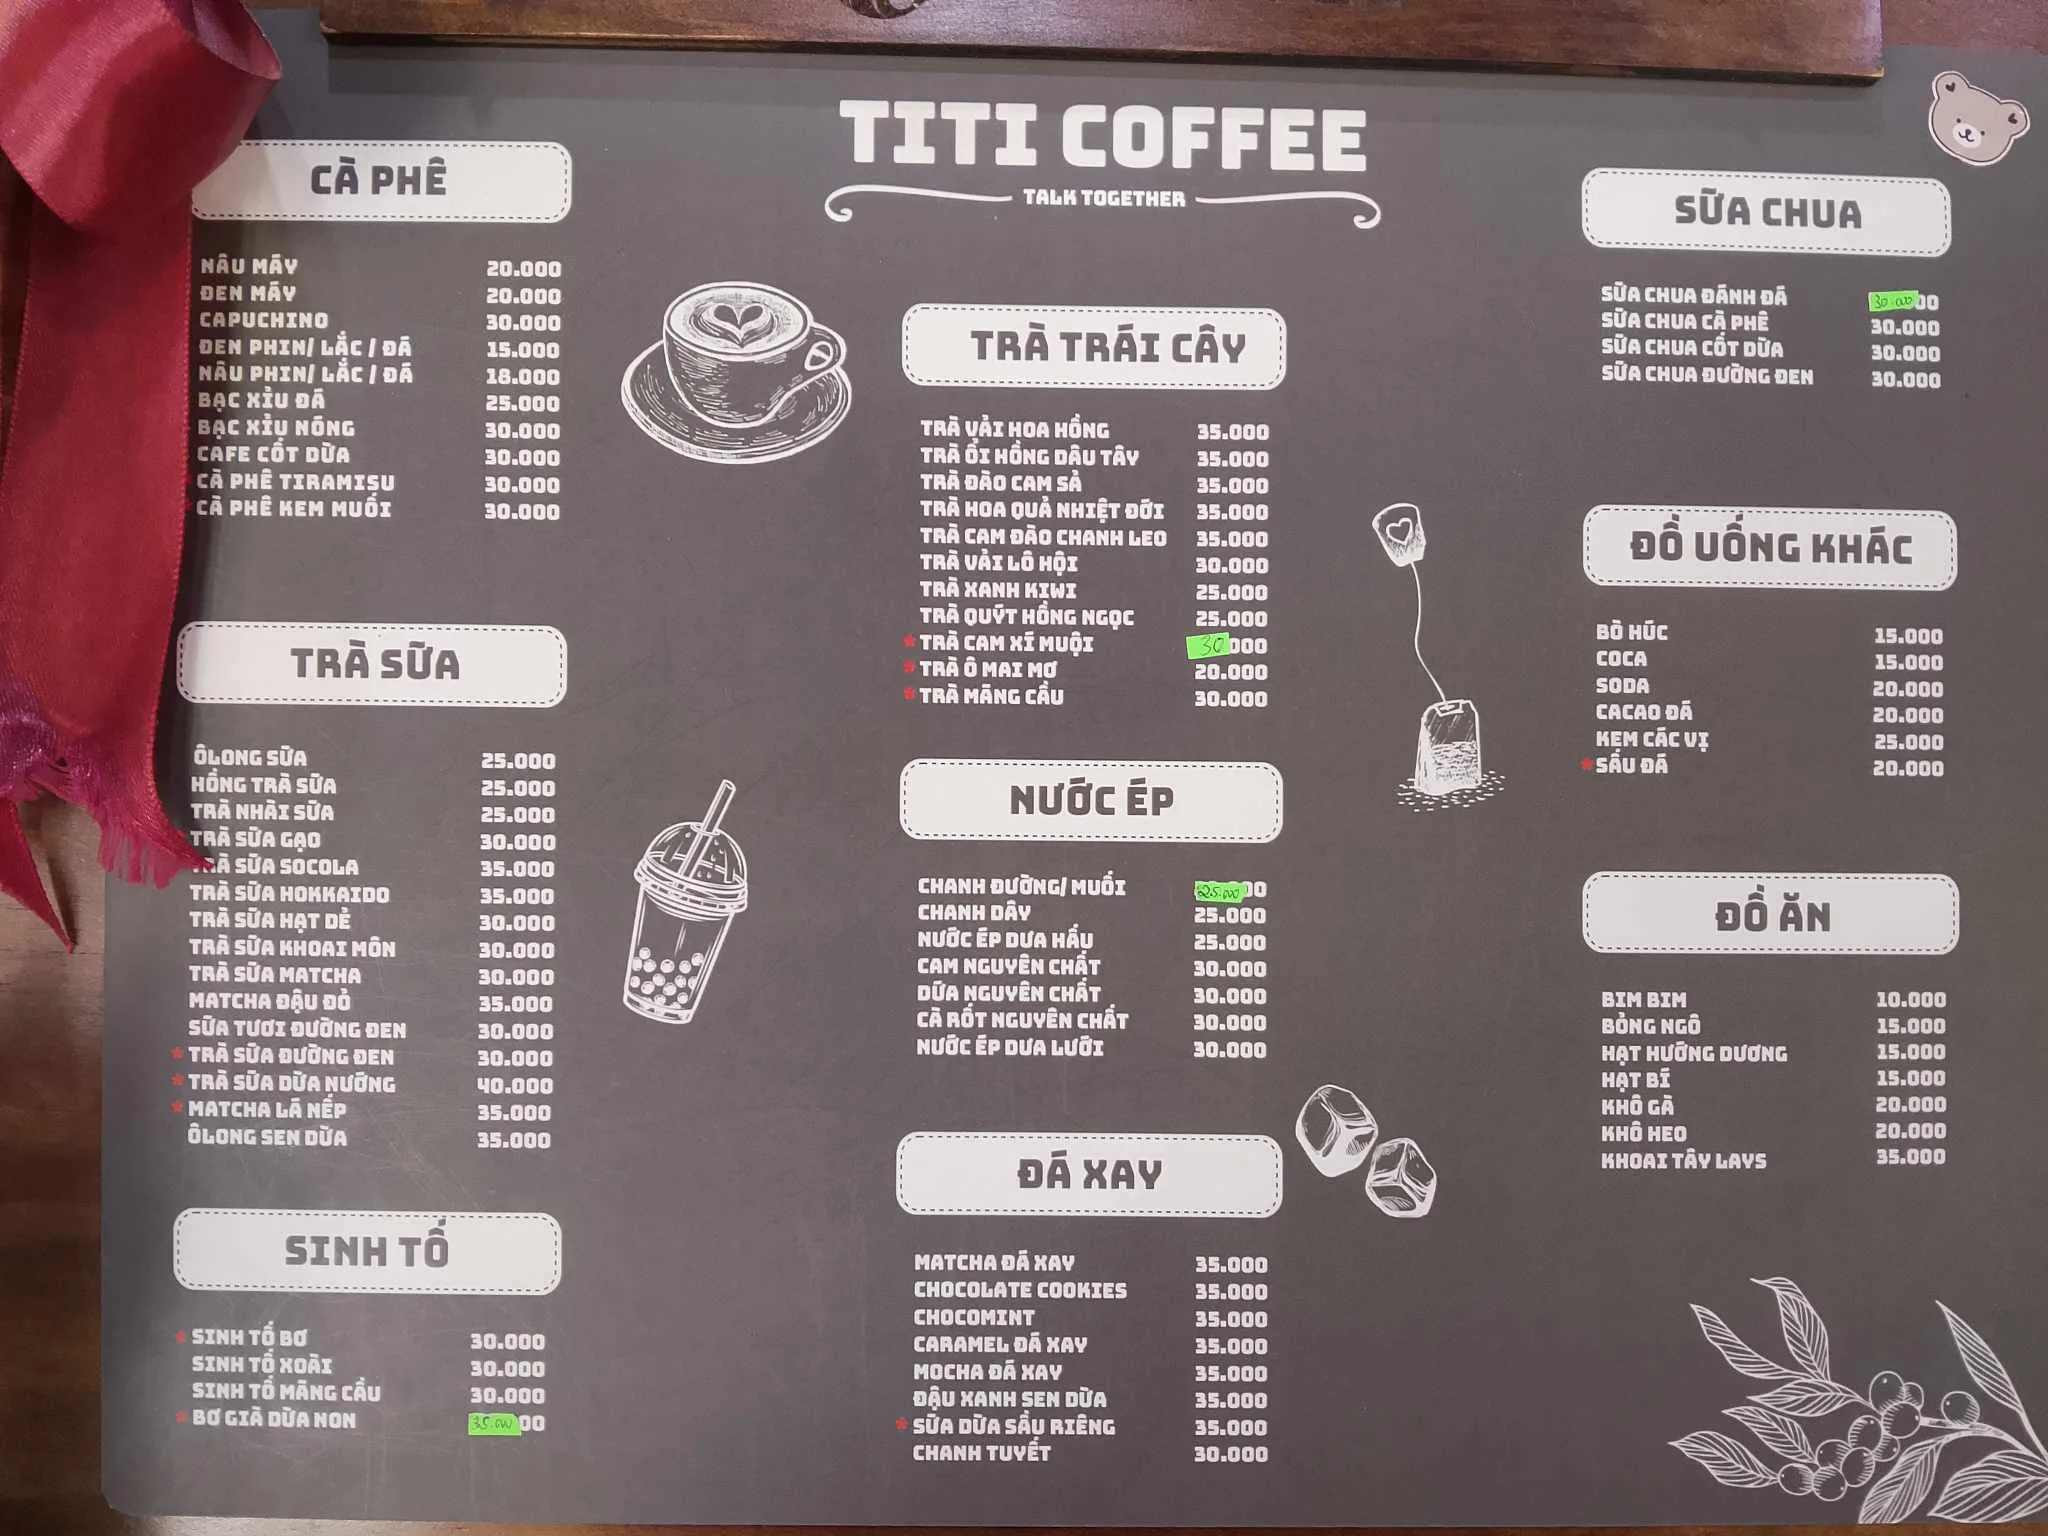 TITI COFFEE
TALK TOGETHER
CÀ PHÊ
NÂU MÁY 20.000
ĐEN MÁY 20.000
CAPUCHINO 30.000
ĐEN PHIN/ LẮC / ĐÁ 15.000
NÂU PHIN/ LẮC / ĐÁ 18.000
BẠC XỈU ĐÁ 25.000
BẠC XỈU NÓNG 30.000
CAFE CỐT DỪA 30.000
CÀ PHÊ TIRAMISU 30.000
* CÀ PHÊ KEM MUỐI 30.000
TRÀ SỮA
ÔLONG SỮA 25.000
HỒNG TRÀ SỮA 25.000
TRÀ NHÀI SỮA 25.000
TRÀ SỮA GẠO 30.000
TRÀ SỮA SOCOLA 35.000
TRÀ SỮA HOKKAIDO 35.000
TRÀ SỮA HẠT DẺ 30.000
TRÀ SỮA KHOAI MÔN 30.000
TRÀ SỮA MATCHA 30.000
MATCHA ĐẬU ĐỎ 35.000
SỮA TƯƠI ĐƯỜNG ĐEN 30.000
* TRÀ SỮA ĐƯỜNG ĐEN 30.000
* TRÀ SỮA DỪA NƯỚNG 40.000
* MATCHA LÁ NẾP 35.000
ÔLONG SEN DỪA 35.000
SINH TỐ
* SINH TỐ BƠ 30.000
SINH TỐ XOÀI 30.000
SINH TỐ MÃNG CẦU 30.000
* BƠ GIÀ DỪA NON 35.000
TRÀ TRÁI CÂY
TRÀ VẢI HOA HỒNG 35.000
TRÀ ỔI HỒNG DÂU TÂY 35.000
TRÀ ĐÀO CAM SẢ 35.000
TRÀ HOA QUẢ NHIỆT ĐỚI 35.000
TRÀ CAM ĐÀO CHANH LEO 35.000
TRÀ VẢI LÔ HỘI 30.000
TRÀ XANH KIWI 25.000
TRÀ QUÝT HỒNG NGỌC 25.000
* TRÀ CAM XÍ MUỘI 30 000
* TRÀ Ô MAI MƠ 20.000
* TRÀ MÃNG CẦU 30.000
NƯỚC ÉP
CHANH ĐƯỜNG/ MUỐI 25.000
CHANH DÂY 25.000
NƯỚC ÉP DƯA HẤU 25.000
CAM NGUYÊN CHẤT 30.000
DỨA NGUYÊN CHẤT 30.000
CÀ RỐT NGUYÊN CHẤT 30.000
NƯỚC ÉP DƯA LƯỚI 30.000
ĐÁ XAY
MATCHA ĐÁ XAY 35.000
CHOCOLATE COOKIES 35.000
CHOCOMINT 35.000
CARAMEL ĐÁ XAY 35.000
MOCHA ĐÁ XAY 35.000
ĐẬU XANH SEN DỪA 35.000
* SỮA DỪA SẦU RIÊNG 35.000
CHANH TUYẾT 30.000
SỮA CHUA
SỮA CHUA ĐÁNH ĐÁ 30.000
SỮA CHUA CÀ PHÊ 30.000
SỮA CHUA CỐT DỪA 30.000
SỮA CHUA ĐƯỜNG ĐEN 30.000
ĐỒ UỐNG KHÁC
BÒ HÚC 15.000
COCA 15.000
SODA 20.000
CACAO ĐÁ 20.000
KEM CÁC VỊ 25.000
* SẤU ĐÁ 20.000
ĐỒ ĂN
BIM BIM 10.000
BỎNG NGÔ 15.000
HẠT HƯỚNG DƯƠNG 15.000
HẠT BÍ 15.000
KHÔ GÀ 20.000
KHÔ HEO 20.000
KHOAI TÂY LAYS 35.000